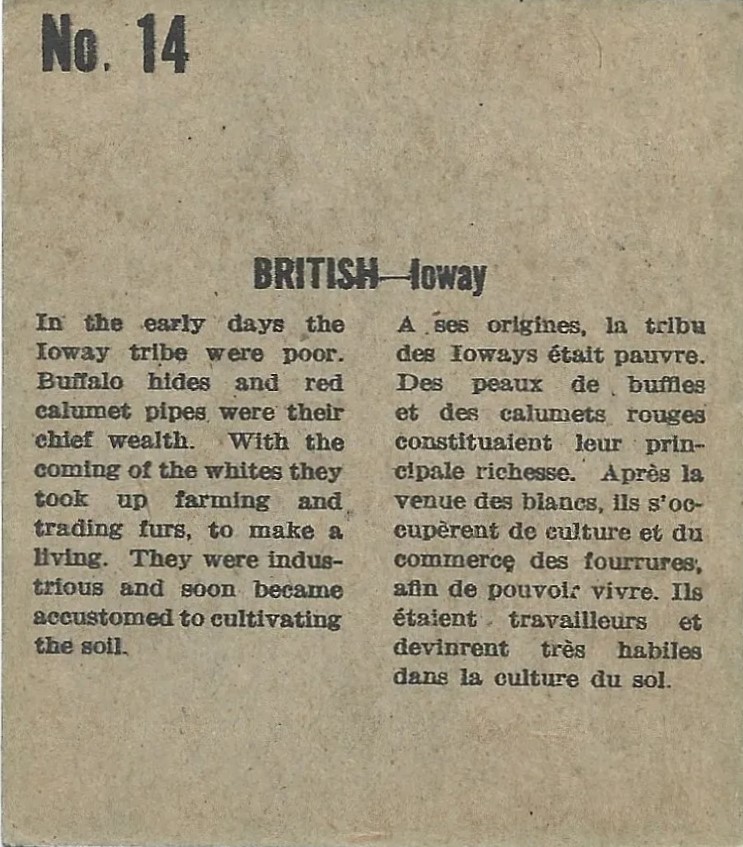 No. 14
BRITISH—Ioway
In the early days the
Ioway tribe were poor.
Buffalo hides and red
calumet pipes were their
chief wealth. With the
coming of the whites they
took up farming and
trading furs, to make a
living. They were indus-
trious and soon became
accustomed to cultivating
the soil.
A ses origines, la tribu
des Ioways était pauvre.
Des peaux de buffles
et des calumets rouges
constituaient leur prin-
cipale richesse. Après la
venue des blancs, ils s'oc-
cupèrent de culture et du
commerce des fourrures,
afin de pouvoir vivre. Ils
étaient travailleurs et
devinrent très habiles
dans la culture du sol.